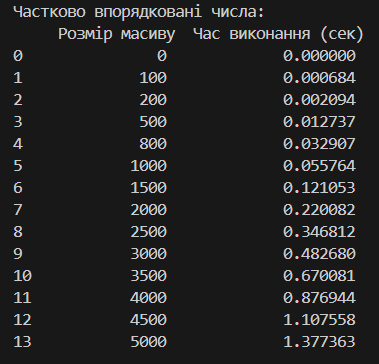 Частково впорядковані числа:
Розмір масиву Час виконання (сек)
0 0 0.000000
1 100 0.000684
2 200 0.002094
3 500 0.012737
4 800 0.032907
5 1000 0.055764
6 1500 0.121053
7 2000 0.220082
8 2500 0.346812
9 3000 0.482680
10 3500 0.670081
11 4000 0.876944
12 4500 1.107558
13 5000 1.377363